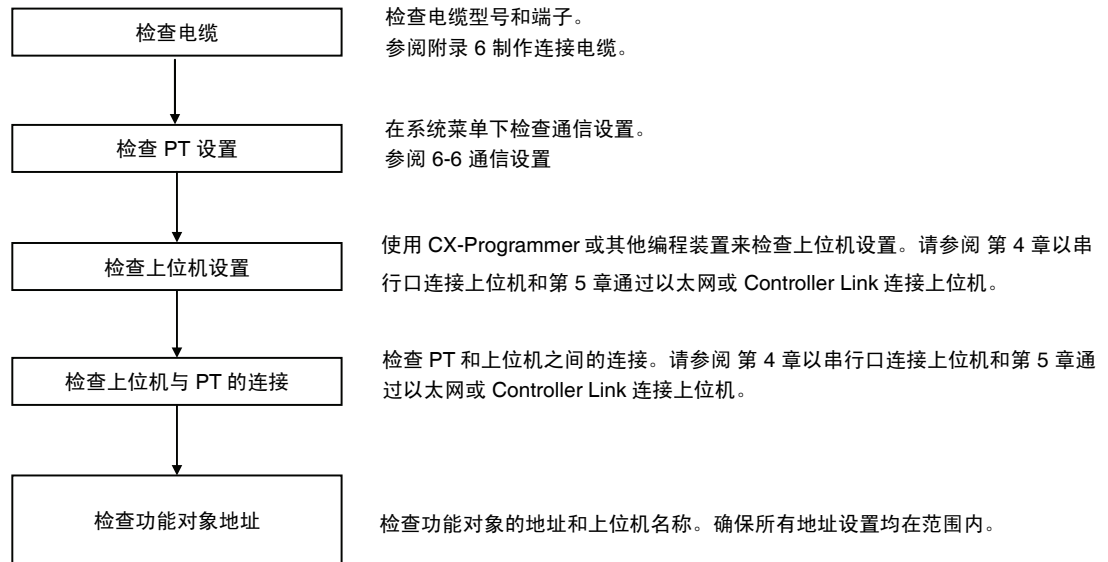 检查电缆
检查电缆型号和端子。
参阅附录 6 制作连接电缆。
检查 PT 设置
在系统菜单下检查通信设置。
参阅 6-6 通信设置
检查上位机设置
使用 CX-Programmer 或其他编程装置来检查上位机设置。请参阅 第 4 章以串
行口连接上位机和第 5 章通过以太网或 Controller Link 连接上位机。
检查上位机与 PT 的连接
检查 PT 和上位机之间的连接。请参阅 第 4 章以串行口连接上位机和第 5 章通
过以太网或 Controller Link 连接上位机。
检查功能对象地址
检查功能对象的地址和上位机名称。确保所有地址设置均在范围内。